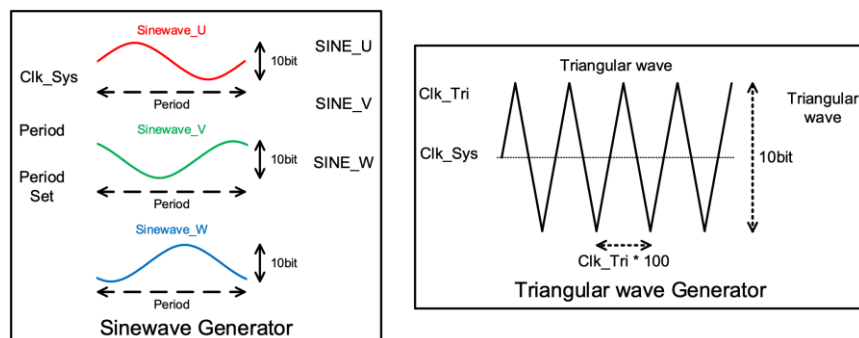 Sinewave_U
Clk_Sys
10bit
SINE_U
Period
SINE_V
Period
Sinewave_V
10bit
SINE_W
Period
Set
Period
Sinewave_W
10bit
Period
Sinewave Generator
Triangular wave
Clk_Tri
Triangular
wave
Clk_Sys
10bit
Clk_Tri * 100
Triangular wave Generator